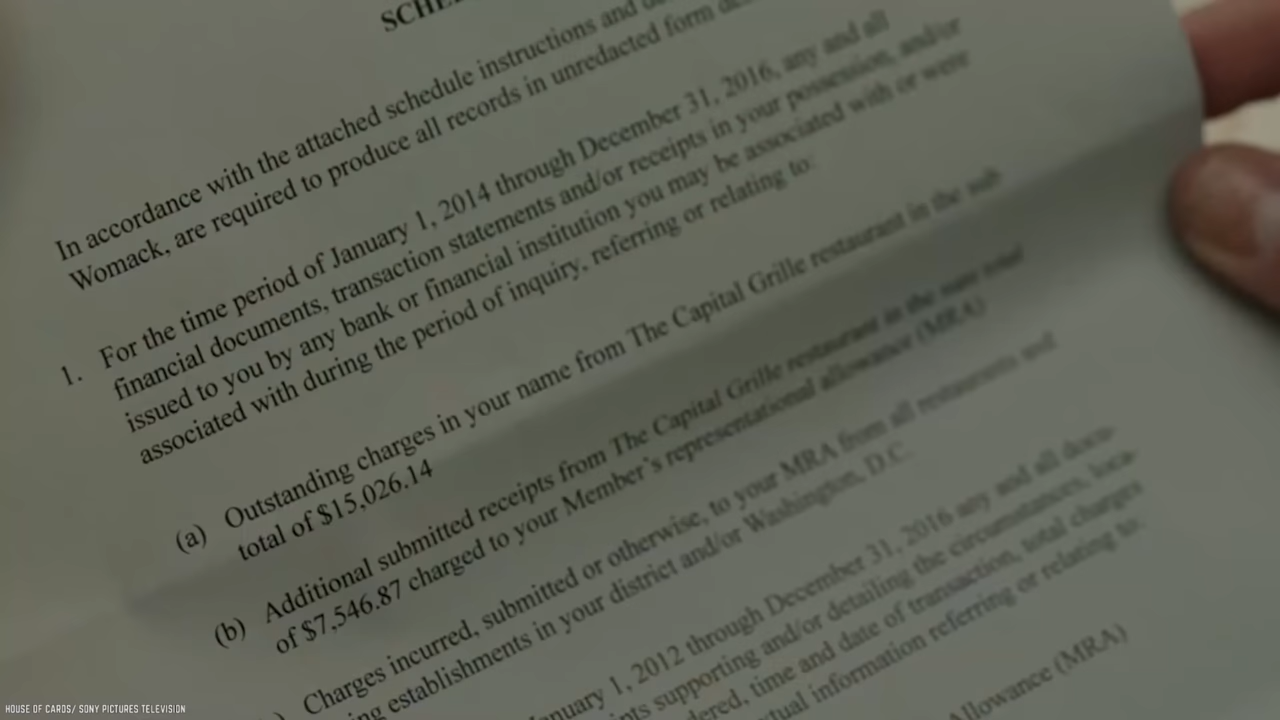 SCHE
In accordance with the attached schedule instructions and
Womack, are required to produce all records in unredacted form
1. For the time period of January 1, 2014 through December 31, 2016, any and all
financial documents, transaction statements and/or receipts in your possession, and/or
issued to you by any bank or financial institution you may be associated with or were
associated with during the period of inquiry, referring or relating to:
(a) Outstanding charges in your name from The Capital Grille restaurant in the sub
total of $15,026.14
(b) Additional submitted receipts from The Capital Grille restaurant in the sum total
of $7,546.87 charged to your Member's representational allowance (MRA)
) Charges incurred, submitted or otherwise, to your MRA from all restaurants and
ng establishments in your district and/or Washington, D.C.
nuary 1, 2012 through December 31, 2016 any and all docu-
nts supporting and/or detailing the circumstances, loca-
dered, time and date of transaction, total charges
tual information referring or relating to:
Allowance (MRA)
HOUSE OF CARDS/ SONY PICTURES TELEVISION